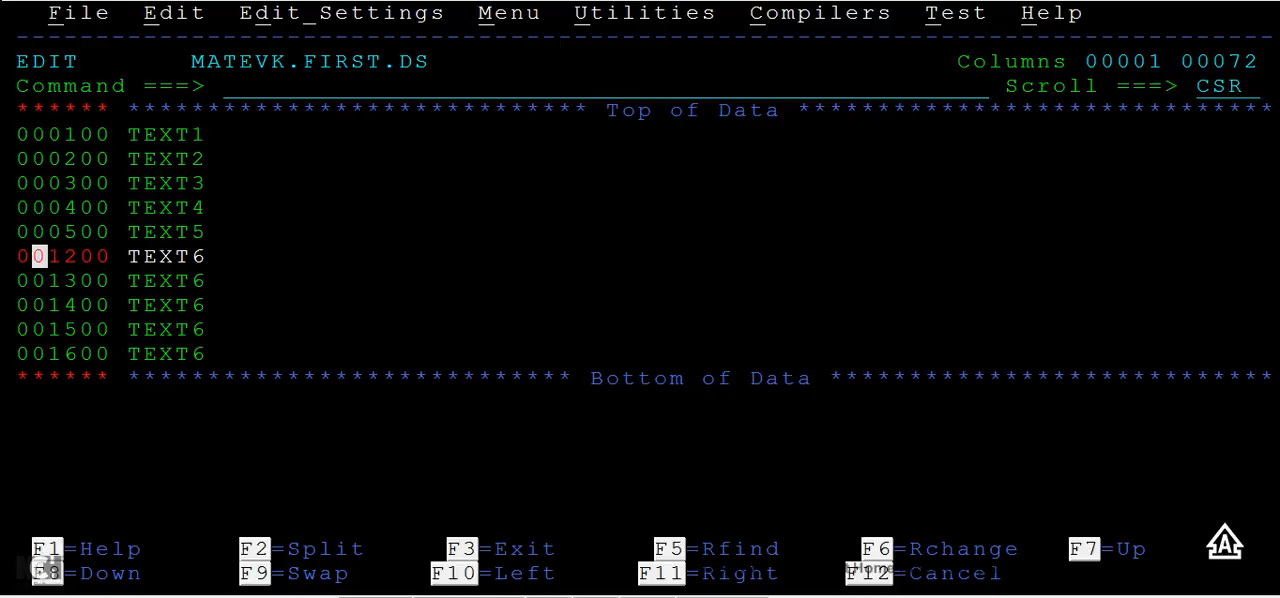 File Edit Edit_Settings Menu Utilities Compilers Test Help
EDIT MATEVK.FIRST.DS Columns 00001 00072
Command ===> Scroll ===> CSR
****** ***************************** Top of Data ******************************
000100 TEXT1
000200 TEXT2
000300 TEXT3
000400 TEXT4
000500 TEXT5
001200 TEXT6
001300 TEXT6
001400 TEXT6
001500 TEXT6
001600 TEXT6
****** **************************** Bottom of Data ****************************
F1=Help F2=Split F3=Exit F5=Rfind F6=Rchange F7=Up
F8=Down F9=Swap F10=Left F11=Right F12=Cancel
Home
A